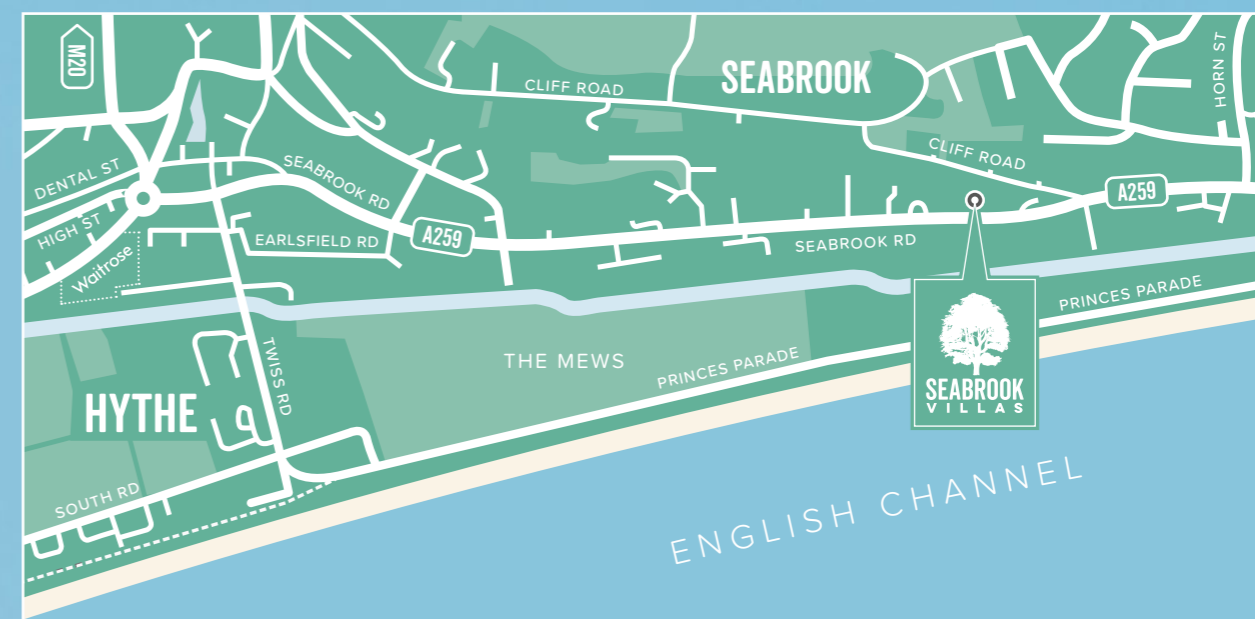 M20
SEABROOK
HORN ST
CLIFF ROAD
CLIFF ROAD
DENTAL ST
SEABROOK RD
A259
HIGH ST
EARLSFIELD RD
A259
SEABROOK RD
Waitrose
PRINCES PARADE
THE MEWS
PRINCES PARADE
TWISS RD
SEABROOK
VILLAS
HYTHE
SOUTH RD
ENGLISH CHANNEL